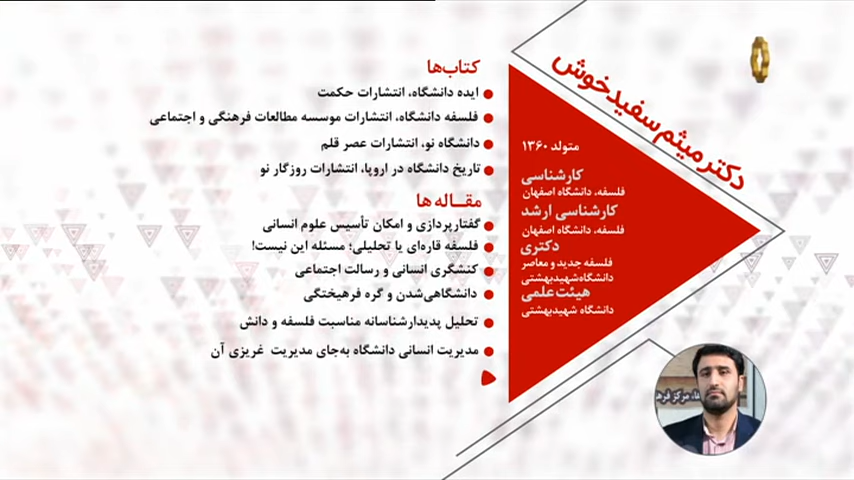 دکتر میثم سفیدخوش
متولد ۱۳۶۰
کارشناسی
فلسفه، دانشگاه اصفهان
کارشناسی ارشد
فلسفه، دانشگاه اصفهان
دکتری
فلسفه جدید و معاصر
دانشگاه شهیدبهشتی
هیئت علمی
دانشگاه شهیدبهشتی
کتاب‌ها
ایده دانشگاه، انتشارات حکمت
فلسفه دانشگاه، انتشارات موسسه مطالعات فرهنگی و اجتماعی
دانشگاه نو، انتشارات عصر قلم
تاریخ دانشگاه در اروپا، انتشارات روزگار نو
مقـاله‌ها
گفتارپردازی و امکان تأسیس علوم انسانی
فلسفه قاره‌ای یا تحلیلی؛ مسئله این نیست!
کنشگری انسانی و رسالت اجتماعی
دانشگاهی‌شدن و گره فرهیختگی
تحلیل پدیدارشناسانه مناسبت فلسفه و دانش
مدیریت انسانی دانشگاه به‌جای مدیریت غریزی آن
ها، مرکز فره